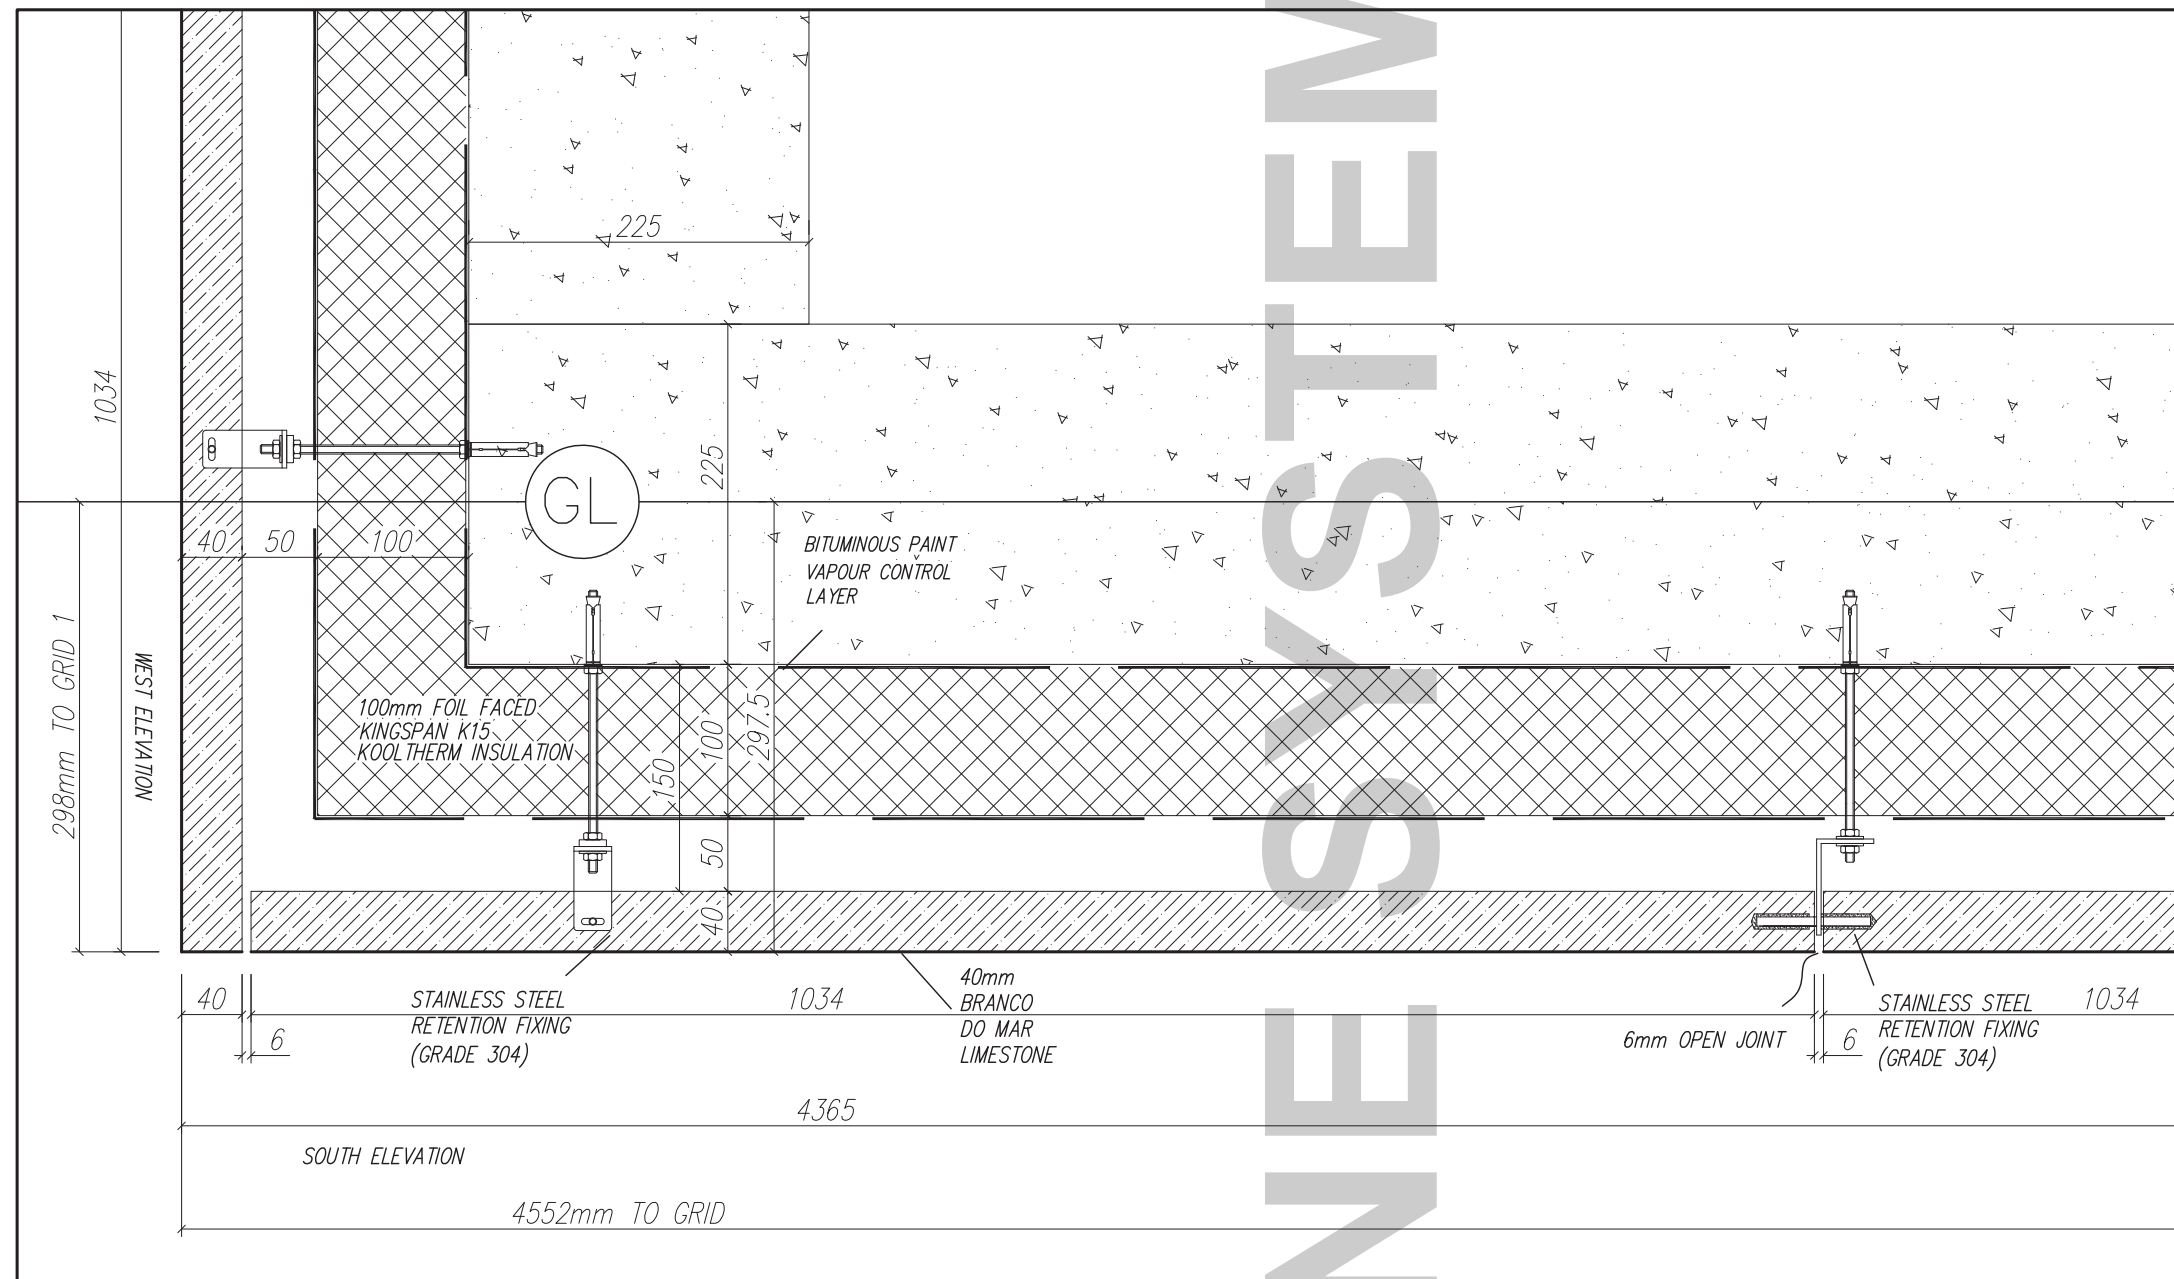 225
1034
225
GL
40
50
100
BITUMINOUS PAINT
VAPOUR CONTROL
LAYER
298mm TO GRID 1
WEST ELEVATION
100mm FOIL FACED
KINGSPAN K15
KOOLTHERM INSULATION
150
100
297.5
50
40
40
6
STAINLESS STEEL
RETENTION FIXING
(GRADE 304)
1034
40mm
BRANCO
DO MAR
LIMESTONE
6mm OPEN JOINT
6
STAINLESS STEEL
RETENTION FIXING
(GRADE 304)
1034
4365
SOUTH ELEVATION
4552mm TO GRID
NE SYSTEM